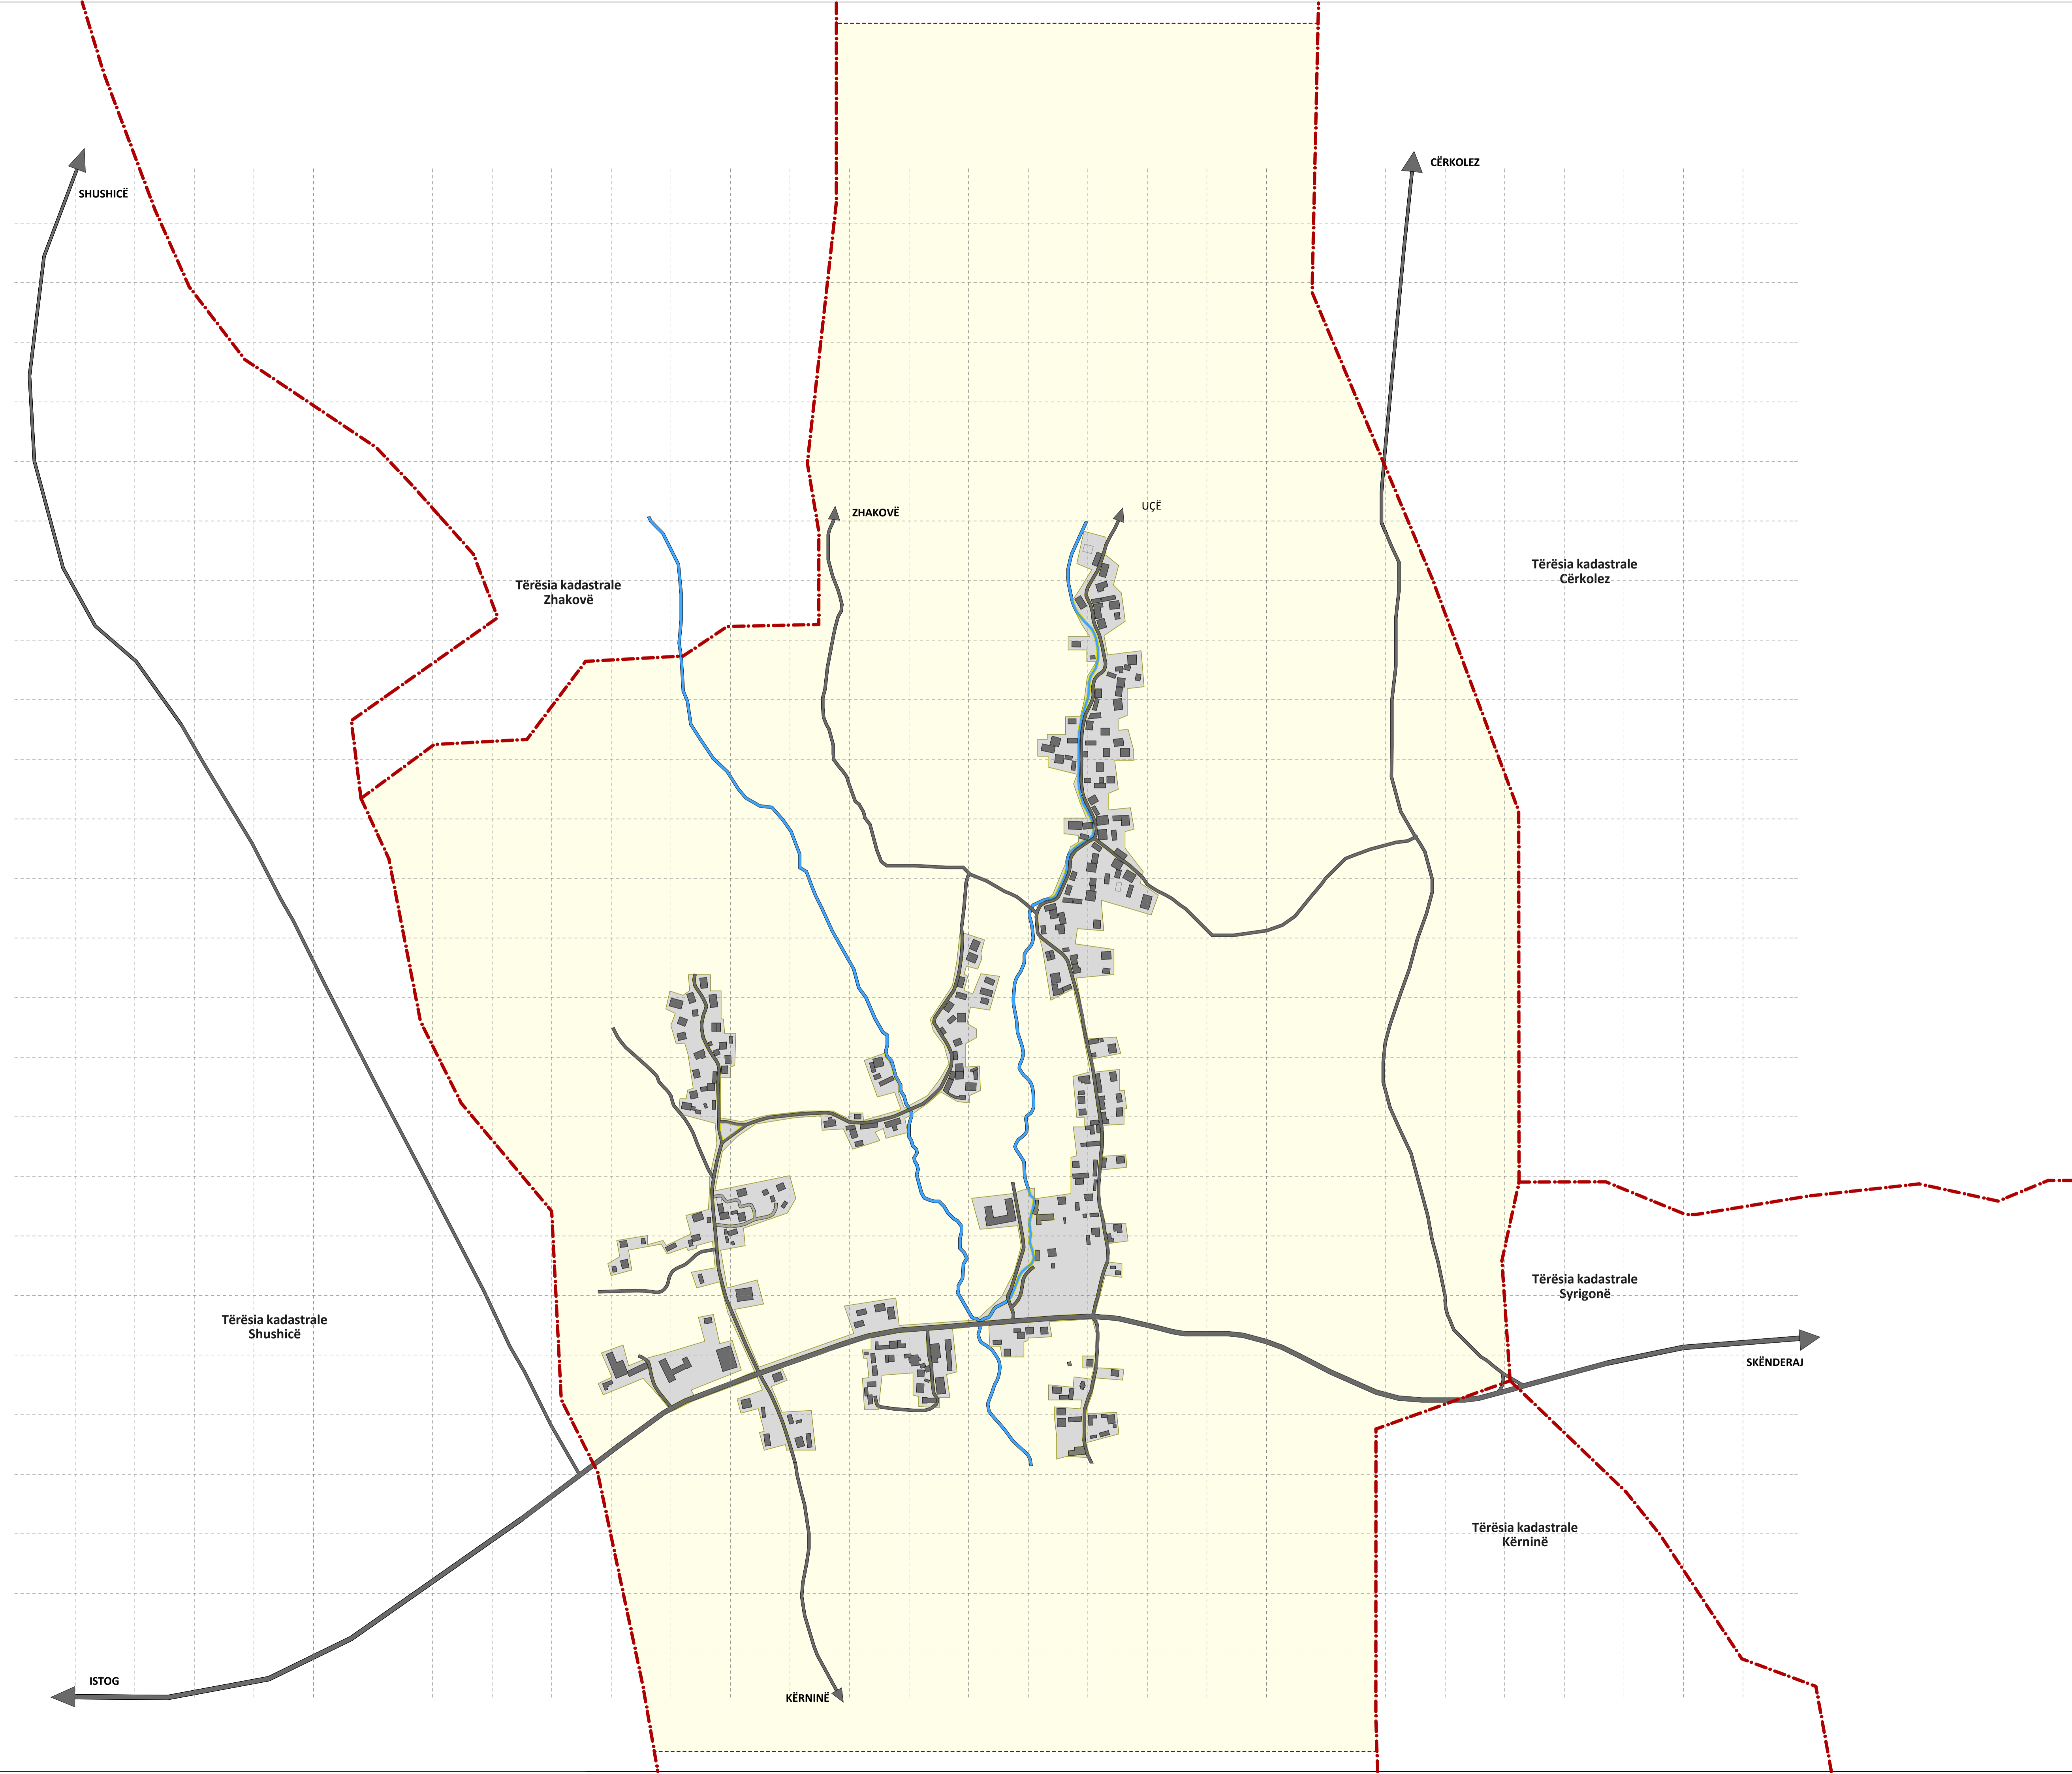 CËRKOLEZ
SHUSHICË
UÇË
ZHAKOVË
Tërësia kadastrale
Cërkolez
Tërësia kadastrale
Zhakovë
Tërësia kadastrale
Syrigonë
Tërësia kadastrale
Shushicë
SKËNDERAJ
Tërësia kadastrale
Kërninë
ISTOG
KËRNINË